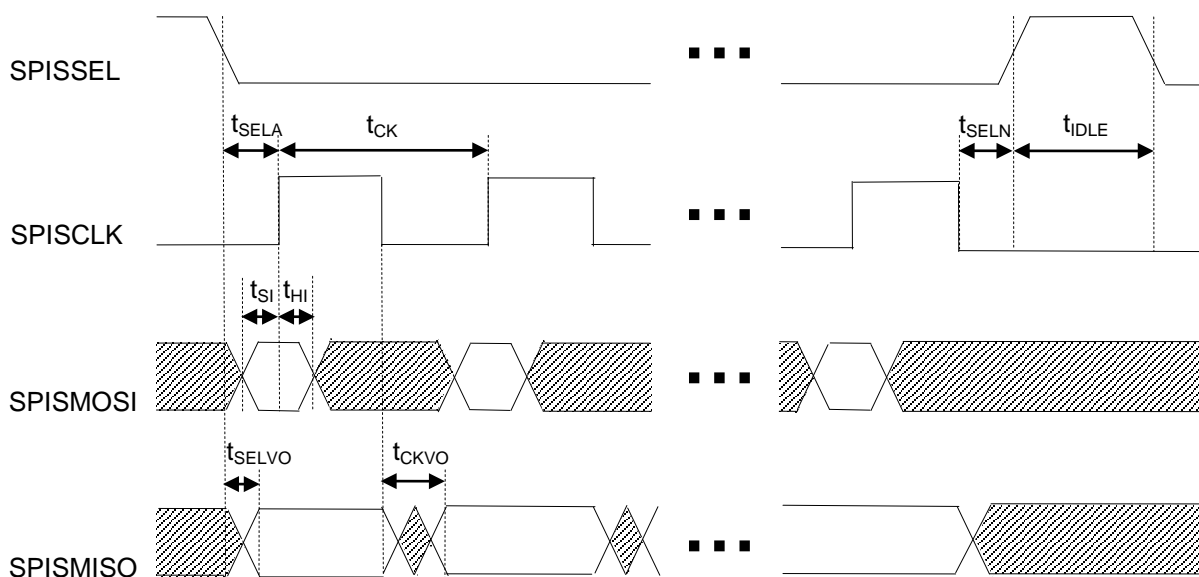 SPISSEL
tSELA
tCK
tSELN
tIDLE
SPISCLK
tSI
tHI
SPISMOSI
tSELVO
tCKVO
SPISMISO